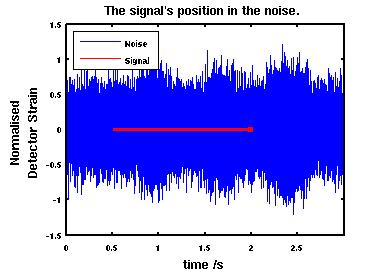 The signal's position in the noise.
1.5
1
0.5
0
-0.5
-1
-1.5
Normalised
Detector Strain
Noise
Signal
0 0.5 1 1.5 2 2.5
time /s